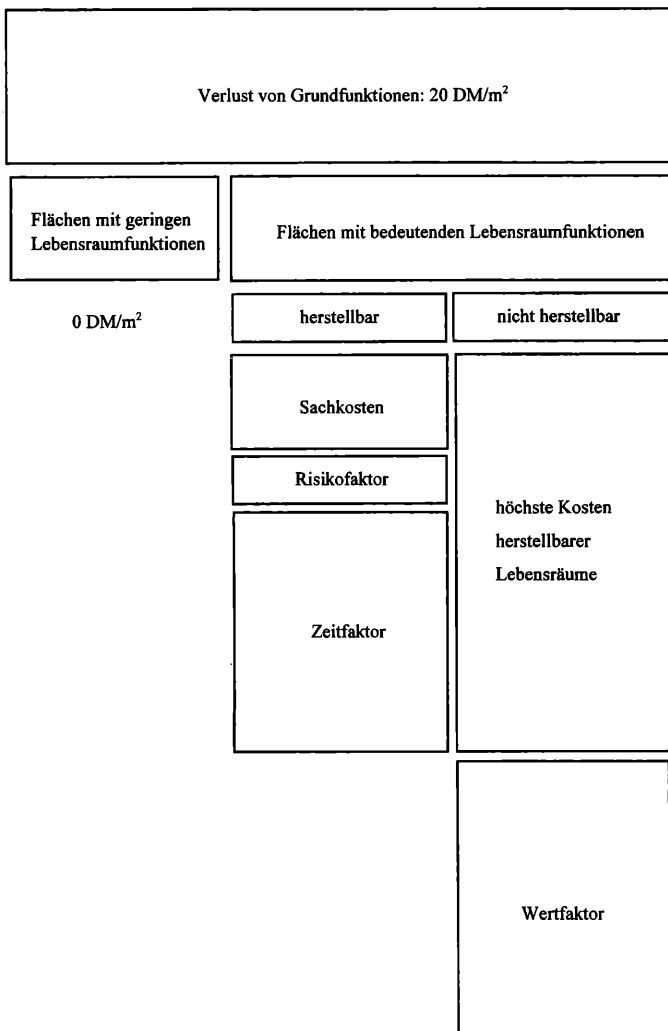 Verlust von Grundfunktionen: 20 DM/m²
Flächen mit geringen
Lebensraumfunktionen
Flächen mit bedeutenden Lebensraumfunktionen
0 DM/m²
herstellbar
nicht herstellbar
Sachkosten
Risikofaktor
höchste Kosten
herstellbarer
Lebensräume
Zeitfaktor
Wertfaktor